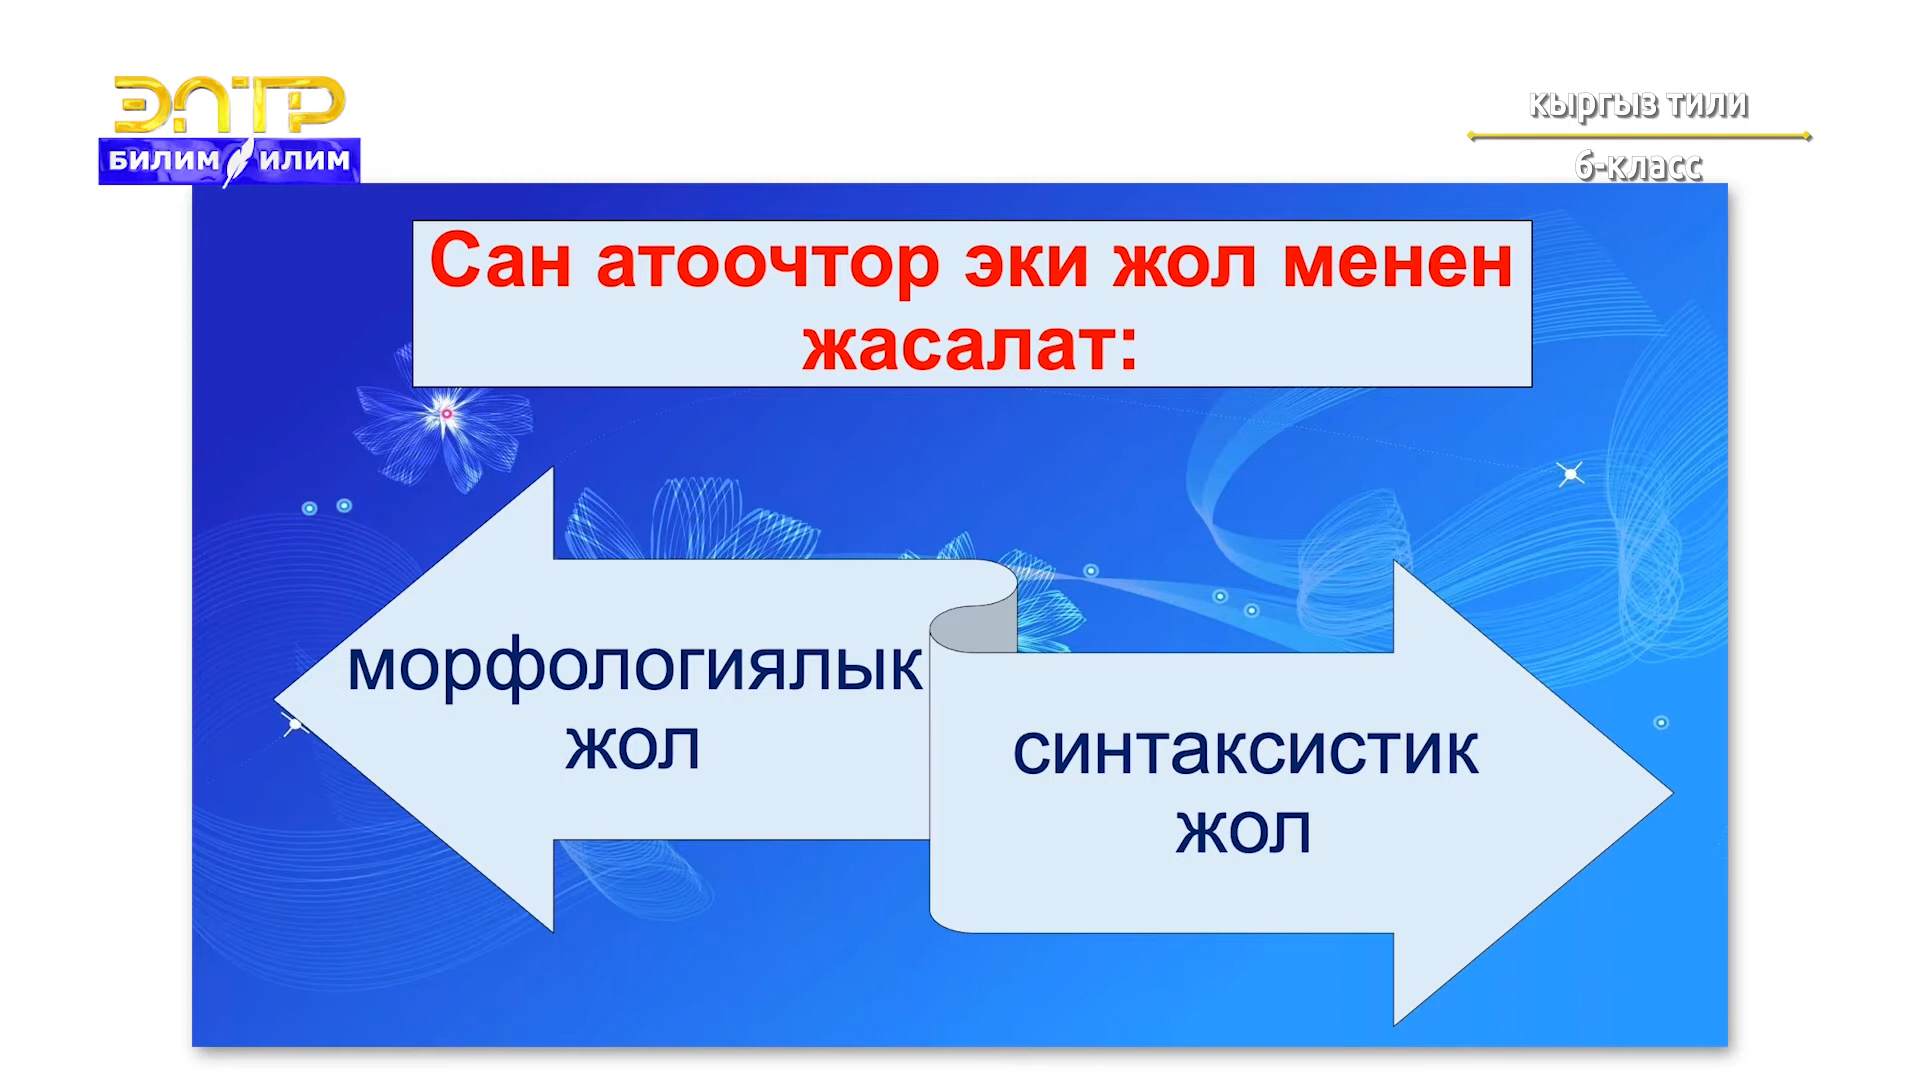 ЭЛТР
БИЛИМ ИЛИМ
кыргыз тили
6-класс
Сан атоочтор эки жол менен
жасалат:
морфологиялык
жол
синтаксистик
жол